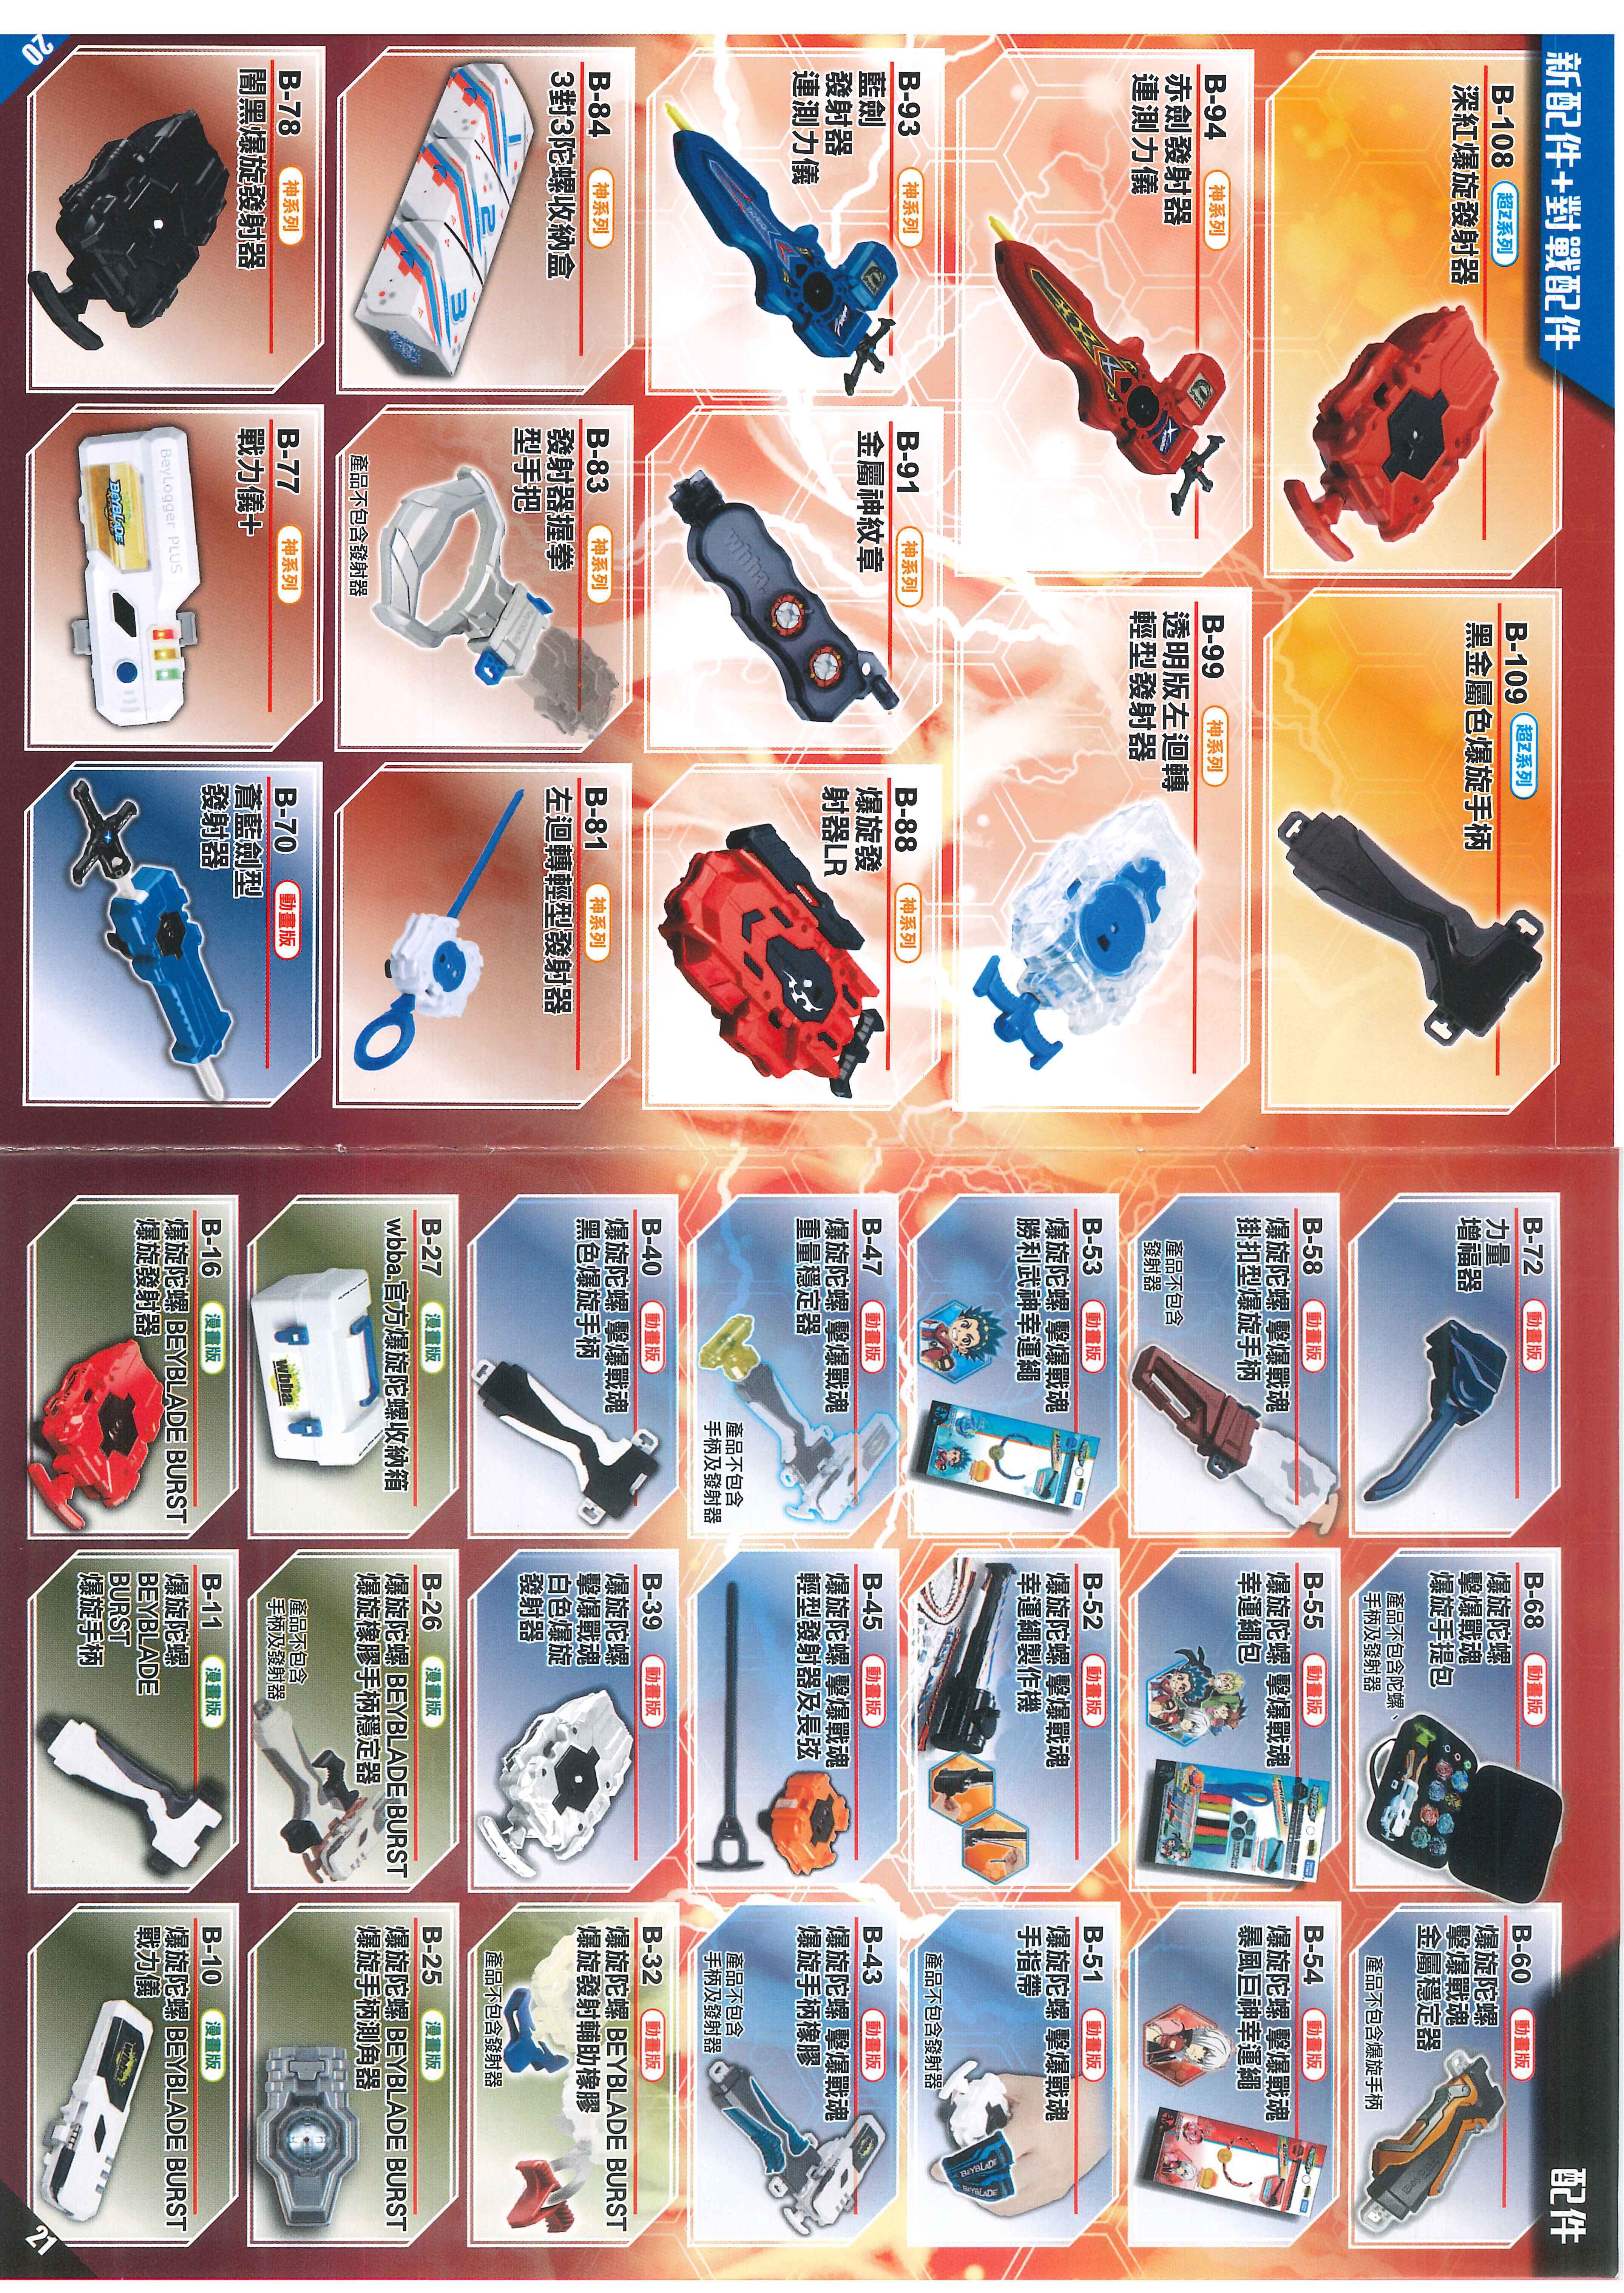 新配件+對戰配件
B-108 超Z系列
深紅爆旋發射器
B-109 超Z系列
黑金屬色爆旋手柄
B-94 神系列
赤劍發射器
連測力儀
B-99 神系列
透明版左迴轉
輕型發射器
B-93 神系列
藍劍
發射器
連測力儀
B-91 神系列
金屬神紋章
wbba.
B-88 神系列
爆旋發
射器LR
B-84 神系列
3對3陀螺收納盒
1
2
3
B-83 神系列
發射器握拳
型手把
產品不包含發射器
B-81 神系列
左迴轉輕型發射器
B-78 神系列
闇黑爆旋發射器
B-77 神系列
戰力儀+
BeyLogger PLUS
BEYBLADE
B-70 動畫版
蒼藍劍型
發射器
20
配件
B-72 動畫版
力量
增福器
B-68 動畫版
爆旋陀螺
擊爆戰魂
爆旋手提包
產品不包含陀螺、
手柄及發射器
B-60 動畫版
爆旋陀螺
擊爆戰魂
金屬穩定器
產品不包含爆旋手柄
B-58 動畫版
爆旋陀螺 擊爆戰魂
掛扣型爆旋手柄
產品不包含
發射器
B-55 動畫版
爆旋陀螺 擊爆戰魂
幸運繩包
B-54 動畫版
爆旋陀螺 擊爆戰魂
暴風巨神幸運繩
B-53 動畫版
爆旋陀螺 擊爆戰魂
勝利武神幸運繩
B-52 動畫版
爆旋陀螺 擊爆戰魂
幸運繩製作機
B-51 動畫版
爆旋陀螺 擊爆戰魂
手指帶
BEYBLADE
BEYBLADE
產品不包含發射器
B-47 動畫版
爆旋陀螺 擊爆戰魂
重量穩定器
產品不包含
手柄及發射器
B-45 動畫版
爆旋陀螺 擊爆戰魂
輕型發射器及長弦
B-43 動畫版
爆旋陀螺 擊爆戰魂
爆旋手柄橡膠
產品不包含
手柄及發射器
B-40 動畫版
爆旋陀螺 擊爆戰魂
黑色爆旋手柄
B-39 動畫版
爆旋陀螺
擊爆戰魂
白色爆旋
發射器
B-32 動畫版
爆旋陀螺 BEYBLADE BURST
爆旋發射輔助橡膠
產品不包含發射器
B-27 漫畫版
wbba.官方爆旋陀螺收納箱
wbba.
B-26 漫畫版
爆旋陀螺 BEYBLADE BURST
爆旋橡膠手柄穩定器
產品不包含
手柄及發射器
B-25 漫畫版
爆旋陀螺 BEYBLADE BURST
爆旋手柄測角器
B-16 漫畫版
爆旋陀螺 BEYBLADE BURST
爆旋發射器
B-11 漫畫版
爆旋陀螺
BEYBLADE
BURST
爆旋手柄
B-10 漫畫版
爆旋陀螺 BEYBLADE BURST
戰力儀
wbba.
21